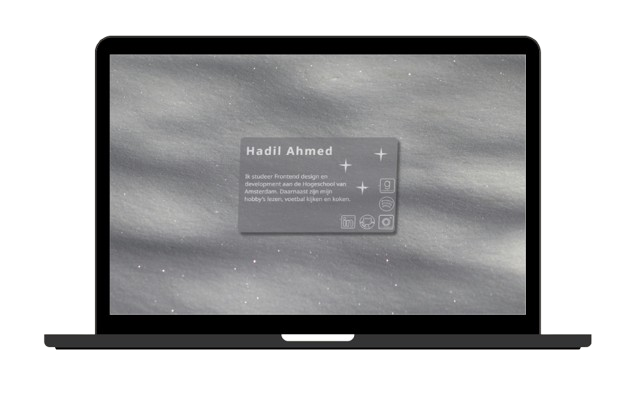 Hadil Ahmed
Ik studeer Frontend design en
development aan de Hogeschool van
Amsterdam. Daarnaast zijn mijn
hobby's lezen, voetbal kijken en koken.